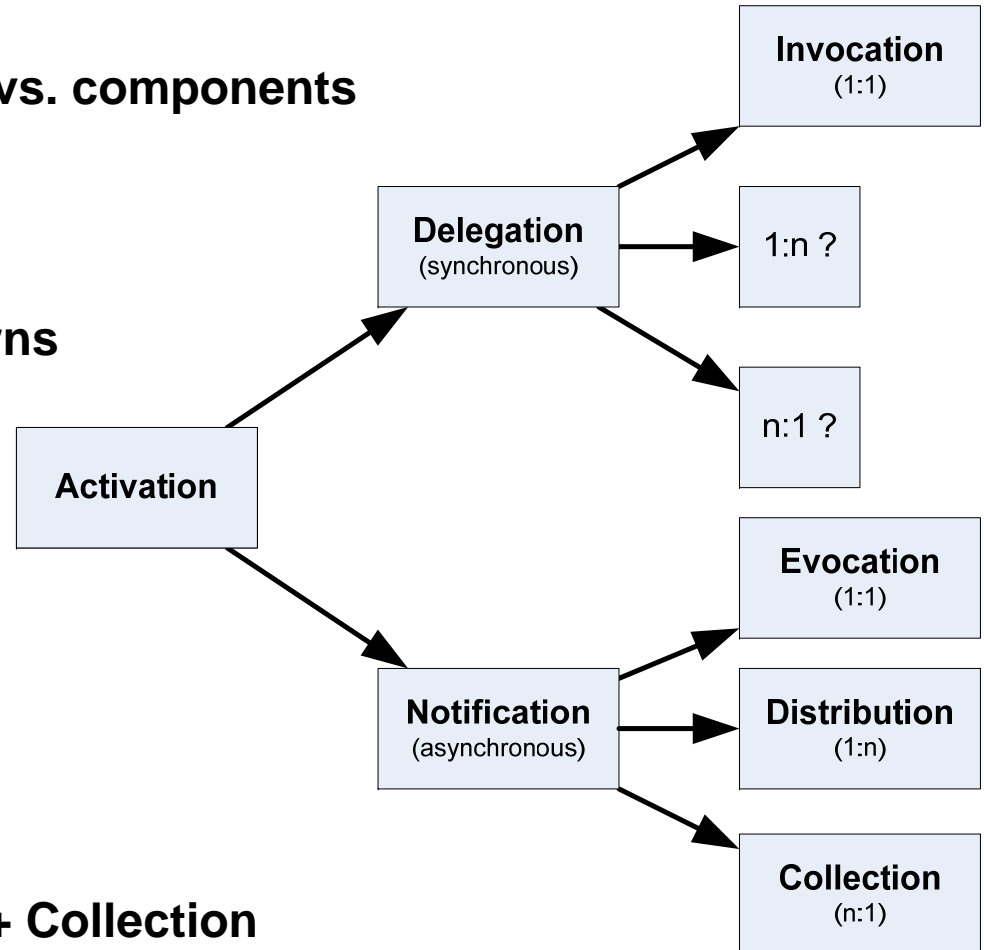 vs. components
Invocation
(1:1)
Delegation
(synchronous)
1:n ?
n:1 ?
Activation
Evocation
(1:1)
Notification
(asynchronous)
Distribution
(1:n)
Collection
(n:1)
+ Collection